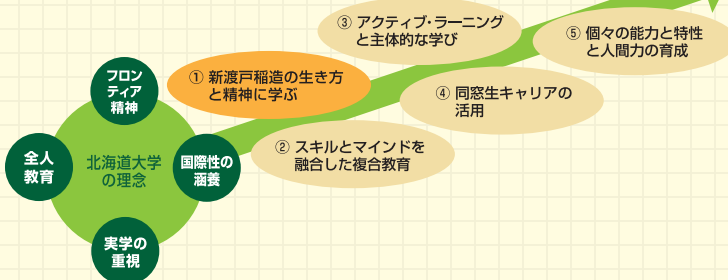 ③ アクティブ・ラーニング
と主体的な学び
⑤ 個々の能力と特性
と人間力の育成
① 新渡戸稲造の生き方
と精神に学ぶ
④ 同窓生キャリアの
活用
② スキルとマインドを
融合した複合教育
フロン
ティア
精神
全人
教育
北海道大学
の理念
国際性の
涵養
実学の
重視